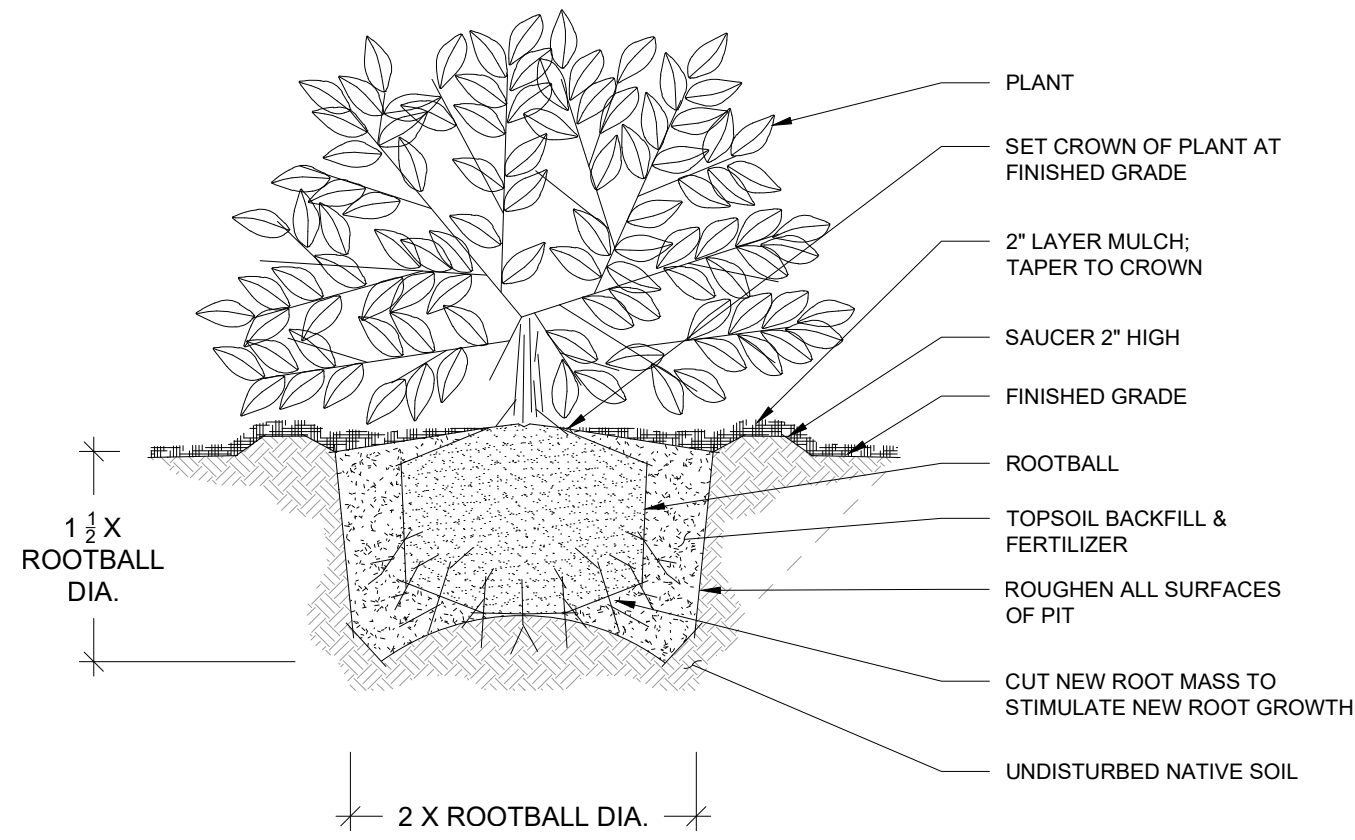 PLANT
SET CROWN OF PLANT AT
FINISHED GRADE
2" LAYER MULCH;
TAPER TO CROWN
SAUCER 2" HIGH
FINISHED GRADE
ROOTBALL
TOPSOIL BACKFILL &
FERTILIZER
ROUGHEN ALL SURFACES
OF PIT
CUT NEW ROOT MASS TO
STIMULATE NEW ROOT GROWTH
UNDISTURBED NATIVE SOIL
1 1/2 X
ROOTBALL
DIA.
2 X ROOTBALL DIA.